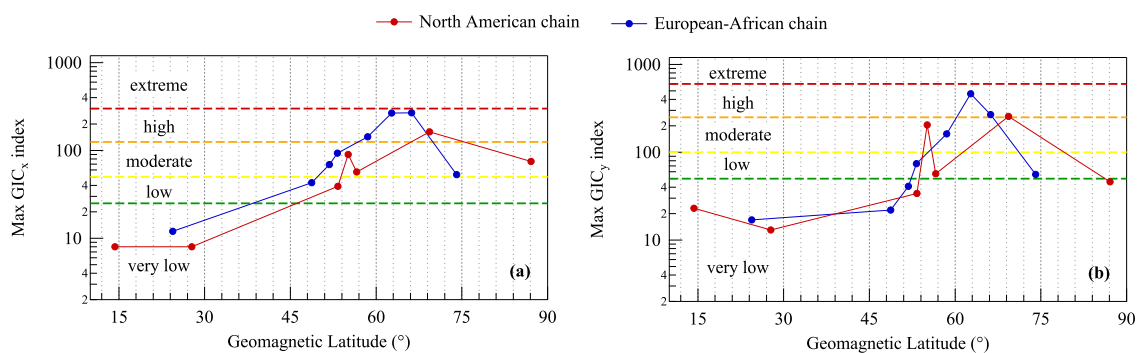 North American chain
European-African chain
1000
4
2
100
4
2
10
4
2
Max GICx index
extreme
high
moderate
low
very low
(a)
15 30 45 60 75 90
Geomagnetic Latitude (°)
1000
4
2
100
4
2
10
4
2
Max GICy index
extreme
high
moderate
low
very low
(b)
15 30 45 60 75 90
Geomagnetic Latitude (°)